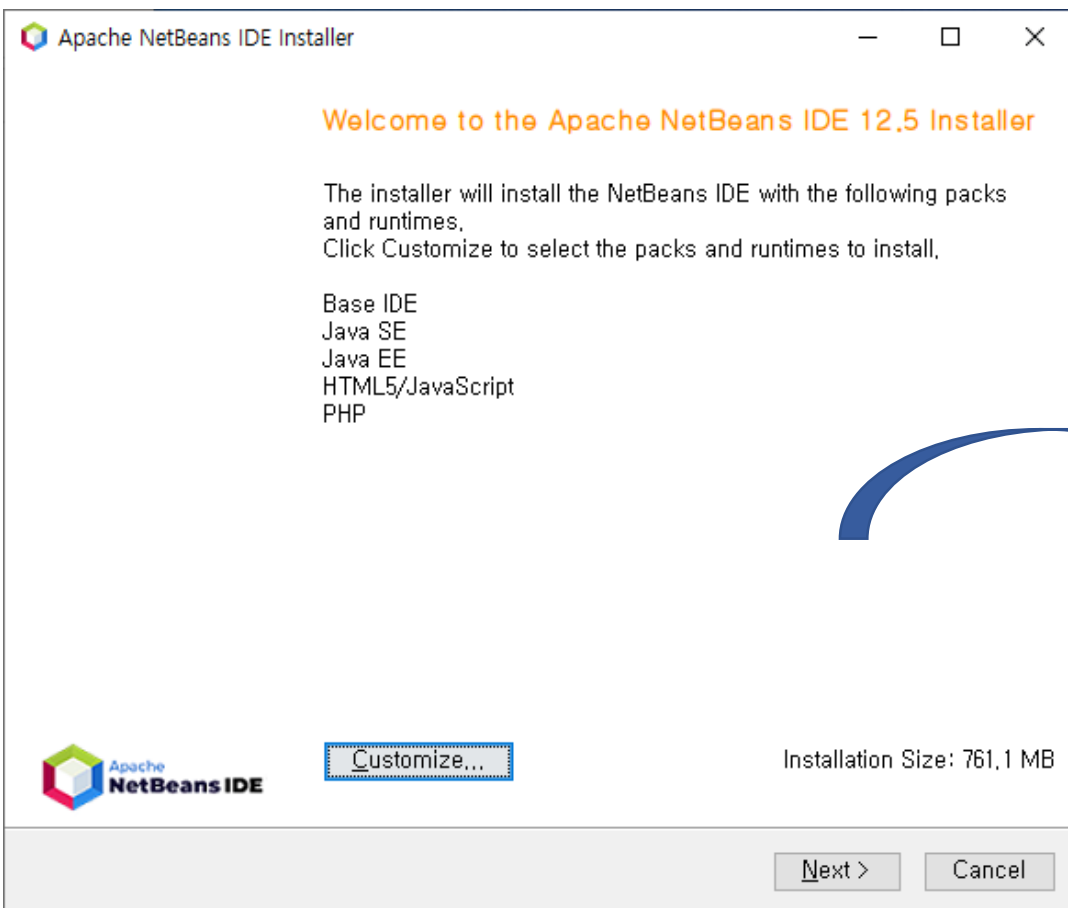 Apache NetBeans IDE Installer
Welcome to the Apache NetBeans IDE 12.5 Installer
The installer will install the NetBeans IDE with the following packs
and runtimes.
Click Customize to select the packs and runtimes to install.
Base IDE
Java SE
Java EE
HTML5/JavaScript
PHP
Apache
NetBeans IDE
Customize...
Installation Size: 761.1 MB
Next >
Cancel